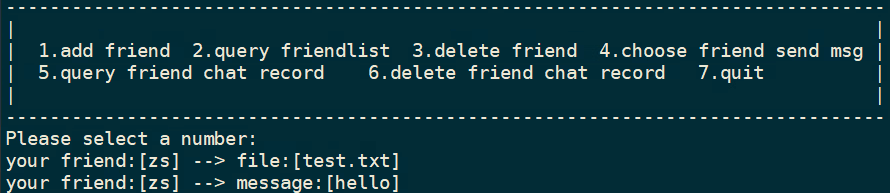 1.add friend  2.query friendlist  3.delete friend  4.choose friend send msg
5.query friend chat record    6.delete friend chat record   7.quit
Please select a number:
your friend:[zs] --> file:[test.txt]
your friend:[zs] --> message:[hello]